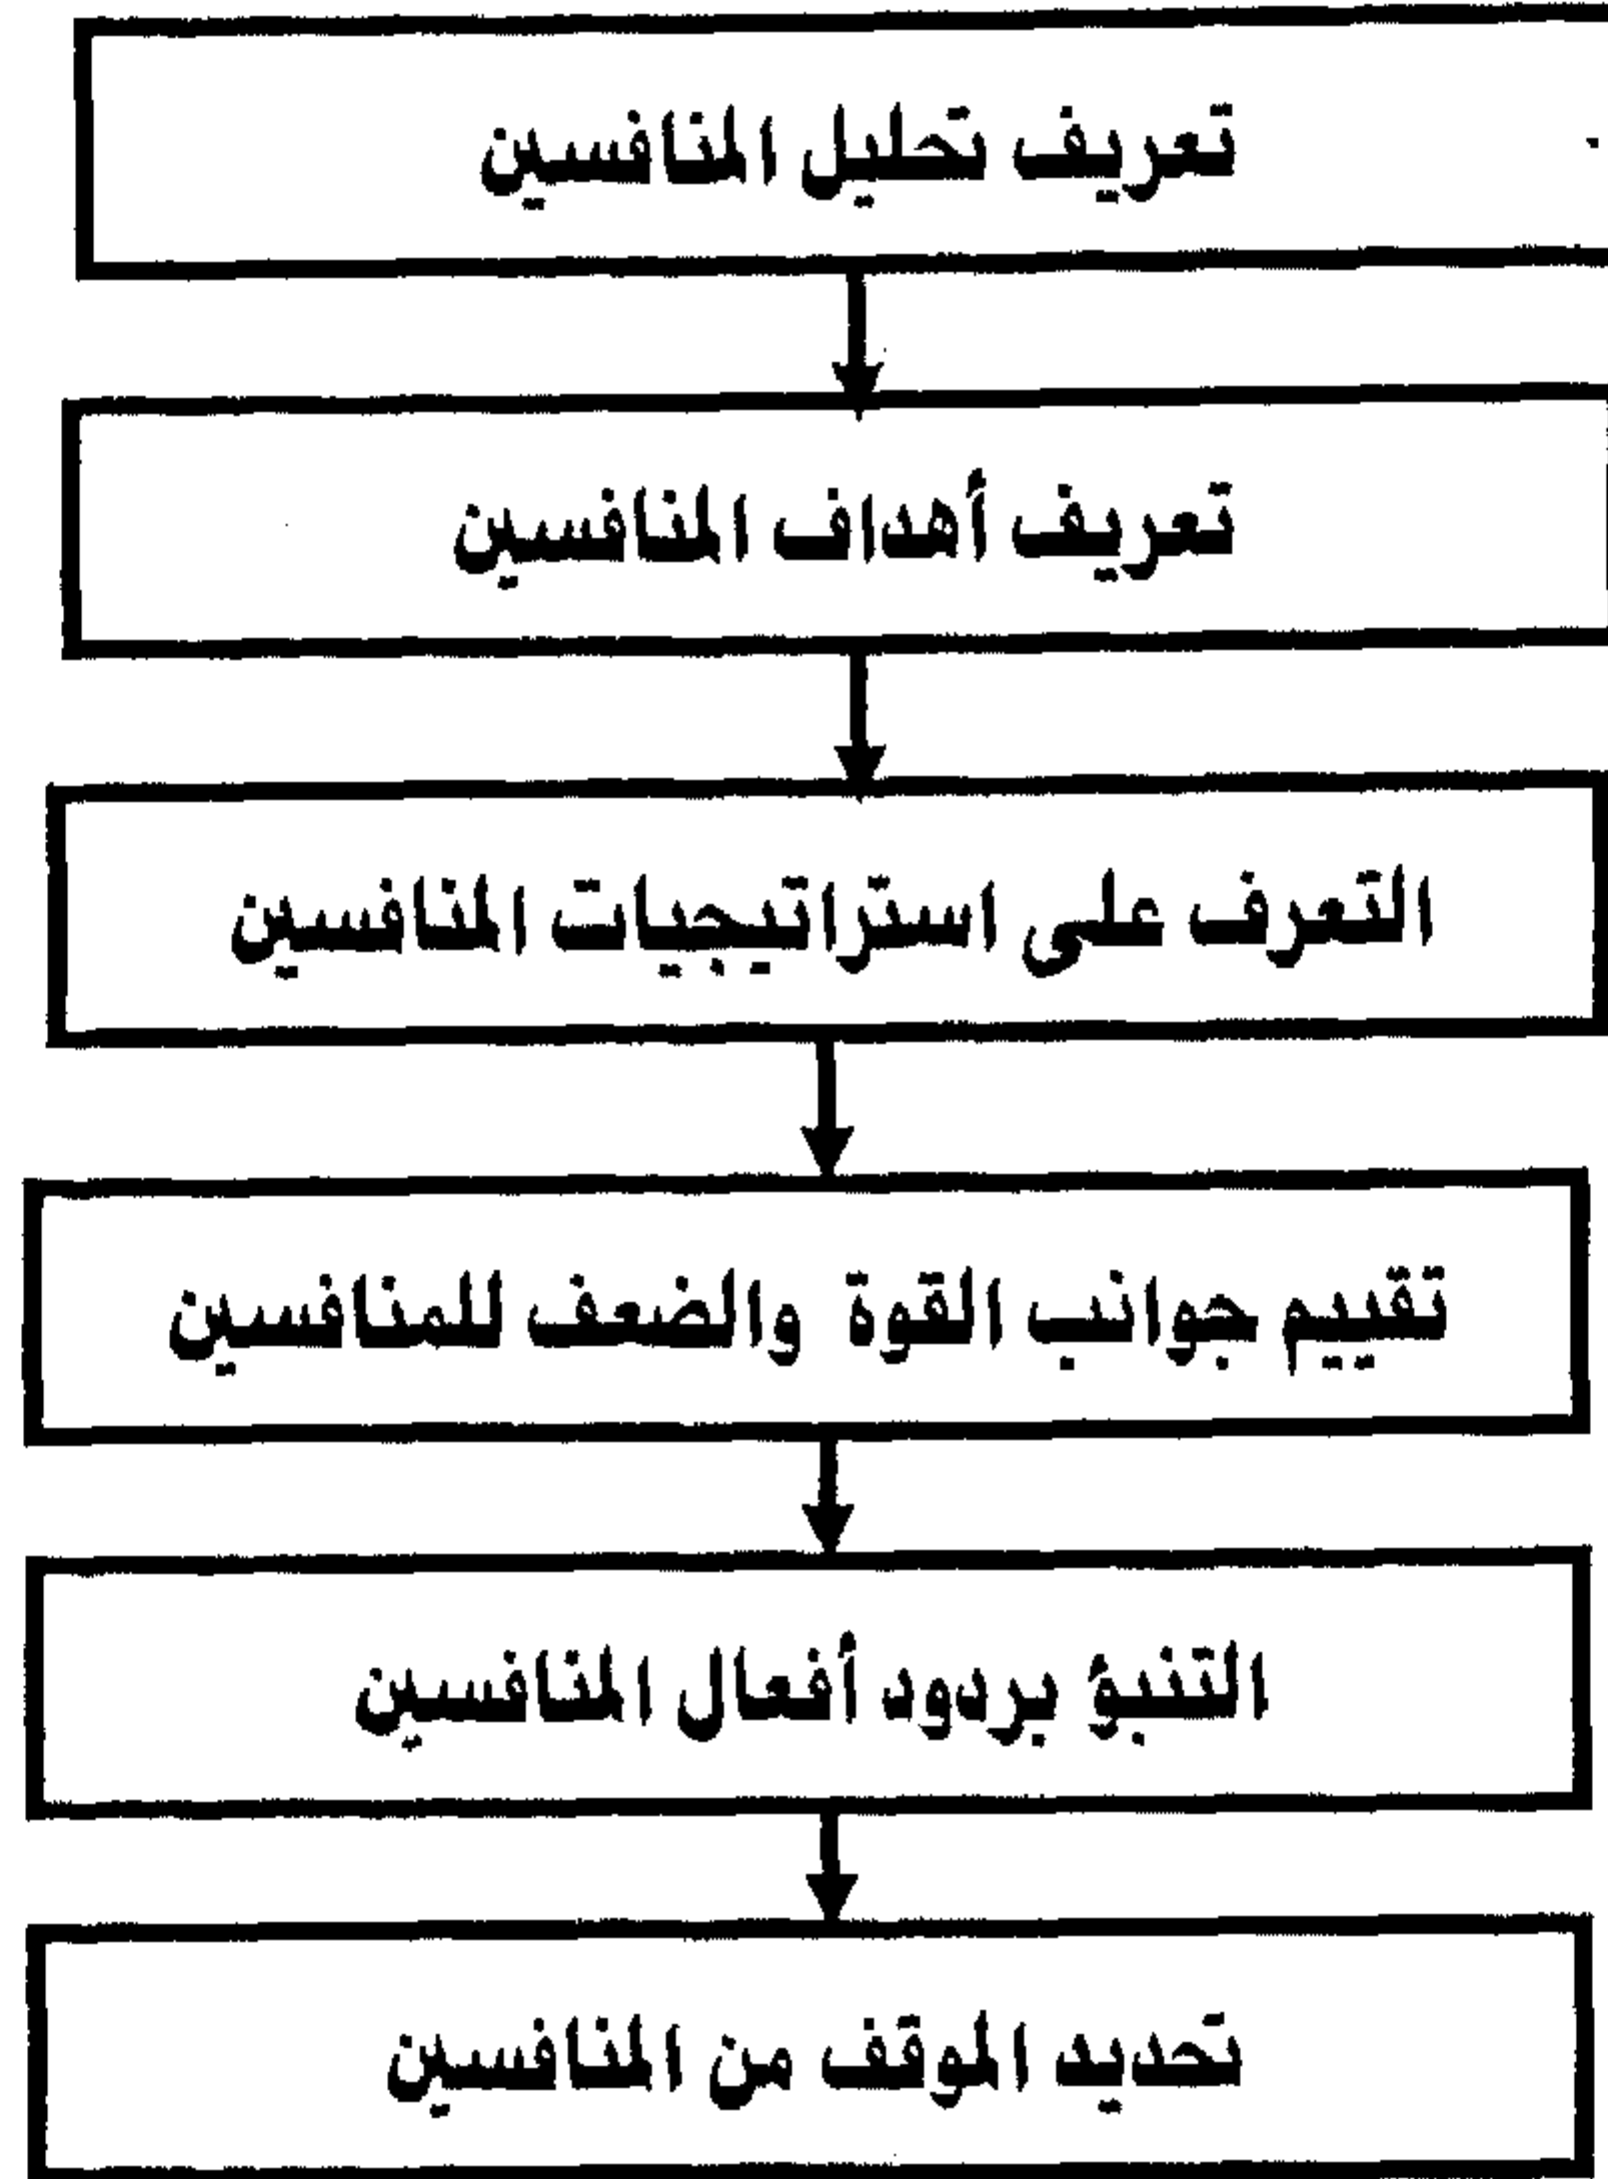 تعريف تحليل المنافسين
تعريف أهداف المنافسين
التعرف على استراتيجيات المنافسين
تقييم جوانب القوة والضعف للمنافسين
التنبؤ بردود أفعال المنافسين
تحديد الموقف من المنافسين